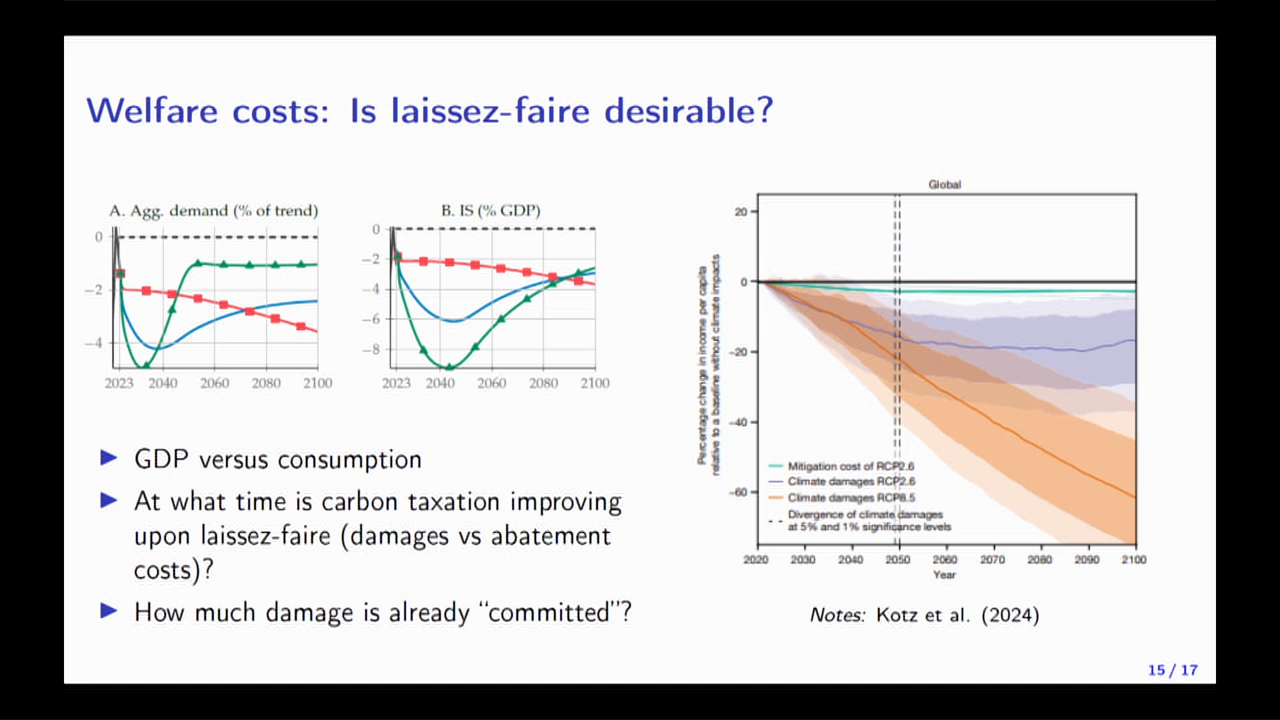 Welfare costs: Is laissez-faire desirable?
A. Agg. demand (% of trend)
0
−2
−4
2023 2040 2060 2080 2100
B. IS (% GDP)
0
−2
−4
−6
−8
2023 2040 2060 2080 2100
▶ GDP versus consumption
▶ At what time is carbon taxation improving
upon laissez-faire (damages vs abatement
costs)?
▶ How much damage is already “committed”?
Global
Percentage change in income per capita
relative to a baseline without climate impacts
20
0
-20
-40
-60
Mitigation cost of RCP2.6
Climate damages RCP2.6
Climate damages RCP8.5
Divergence of climate damages
at 5% and 1% significance levels
2020 2030 2040 2050 2060 2070 2080 2090 2100
Year
Notes: Kotz et al. (2024)
15 / 17